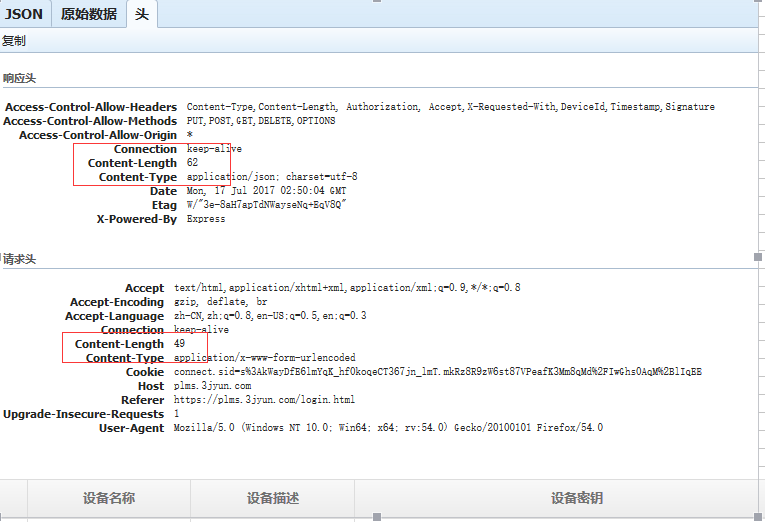 JSON 原始数据 头
复制
响应头
Access-Control-Allow-Headers Content-Type,Content-Length, Authorization, Accept,X-Requested-With,DeviceId,Timestamp,Signature
Access-Control-Allow-Methods PUT,POST,GET,DELETE,OPTIONS
Access-Control-Allow-Origin *
Connection keep-alive
Content-Length 62
Content-Type application/json; charset=utf-8
Date Mon, 17 Jul 2017 02:50:04 GMT
Etag W/"3e-8aH7apTdNWayseNq+EqV8Q"
X-Powered-By Express
请求头
Accept text/html,application/xhtml+xml,application/xml;q=0.9,*/*;q=0.8
Accept-Encoding gzip, deflate, br
Accept-Language zh-CN,zh;q=0.8,en-US;q=0.5,en;q=0.3
Connection keep-alive
Content-Length 49
Content-Type application/x-www-form-urlencoded
Cookie connect.sid=s%3AkWayDfE6lmYqK_hf0koqeCT367jn_lmT.mkRz8R9zW6st87VPeafK3Mm8qMd%2FIwGhs0AqM%2BlIqEE
Host plms.3jyun.com
Referer https://plms.3jyun.com/login.html
Upgrade-Insecure-Requests 1
User-Agent Mozilla/5.0 (Windows NT 10.0; Win64; x64; rv:54.0) Gecko/20100101 Firefox/54.0
设备名称 设备描述 设备密钥